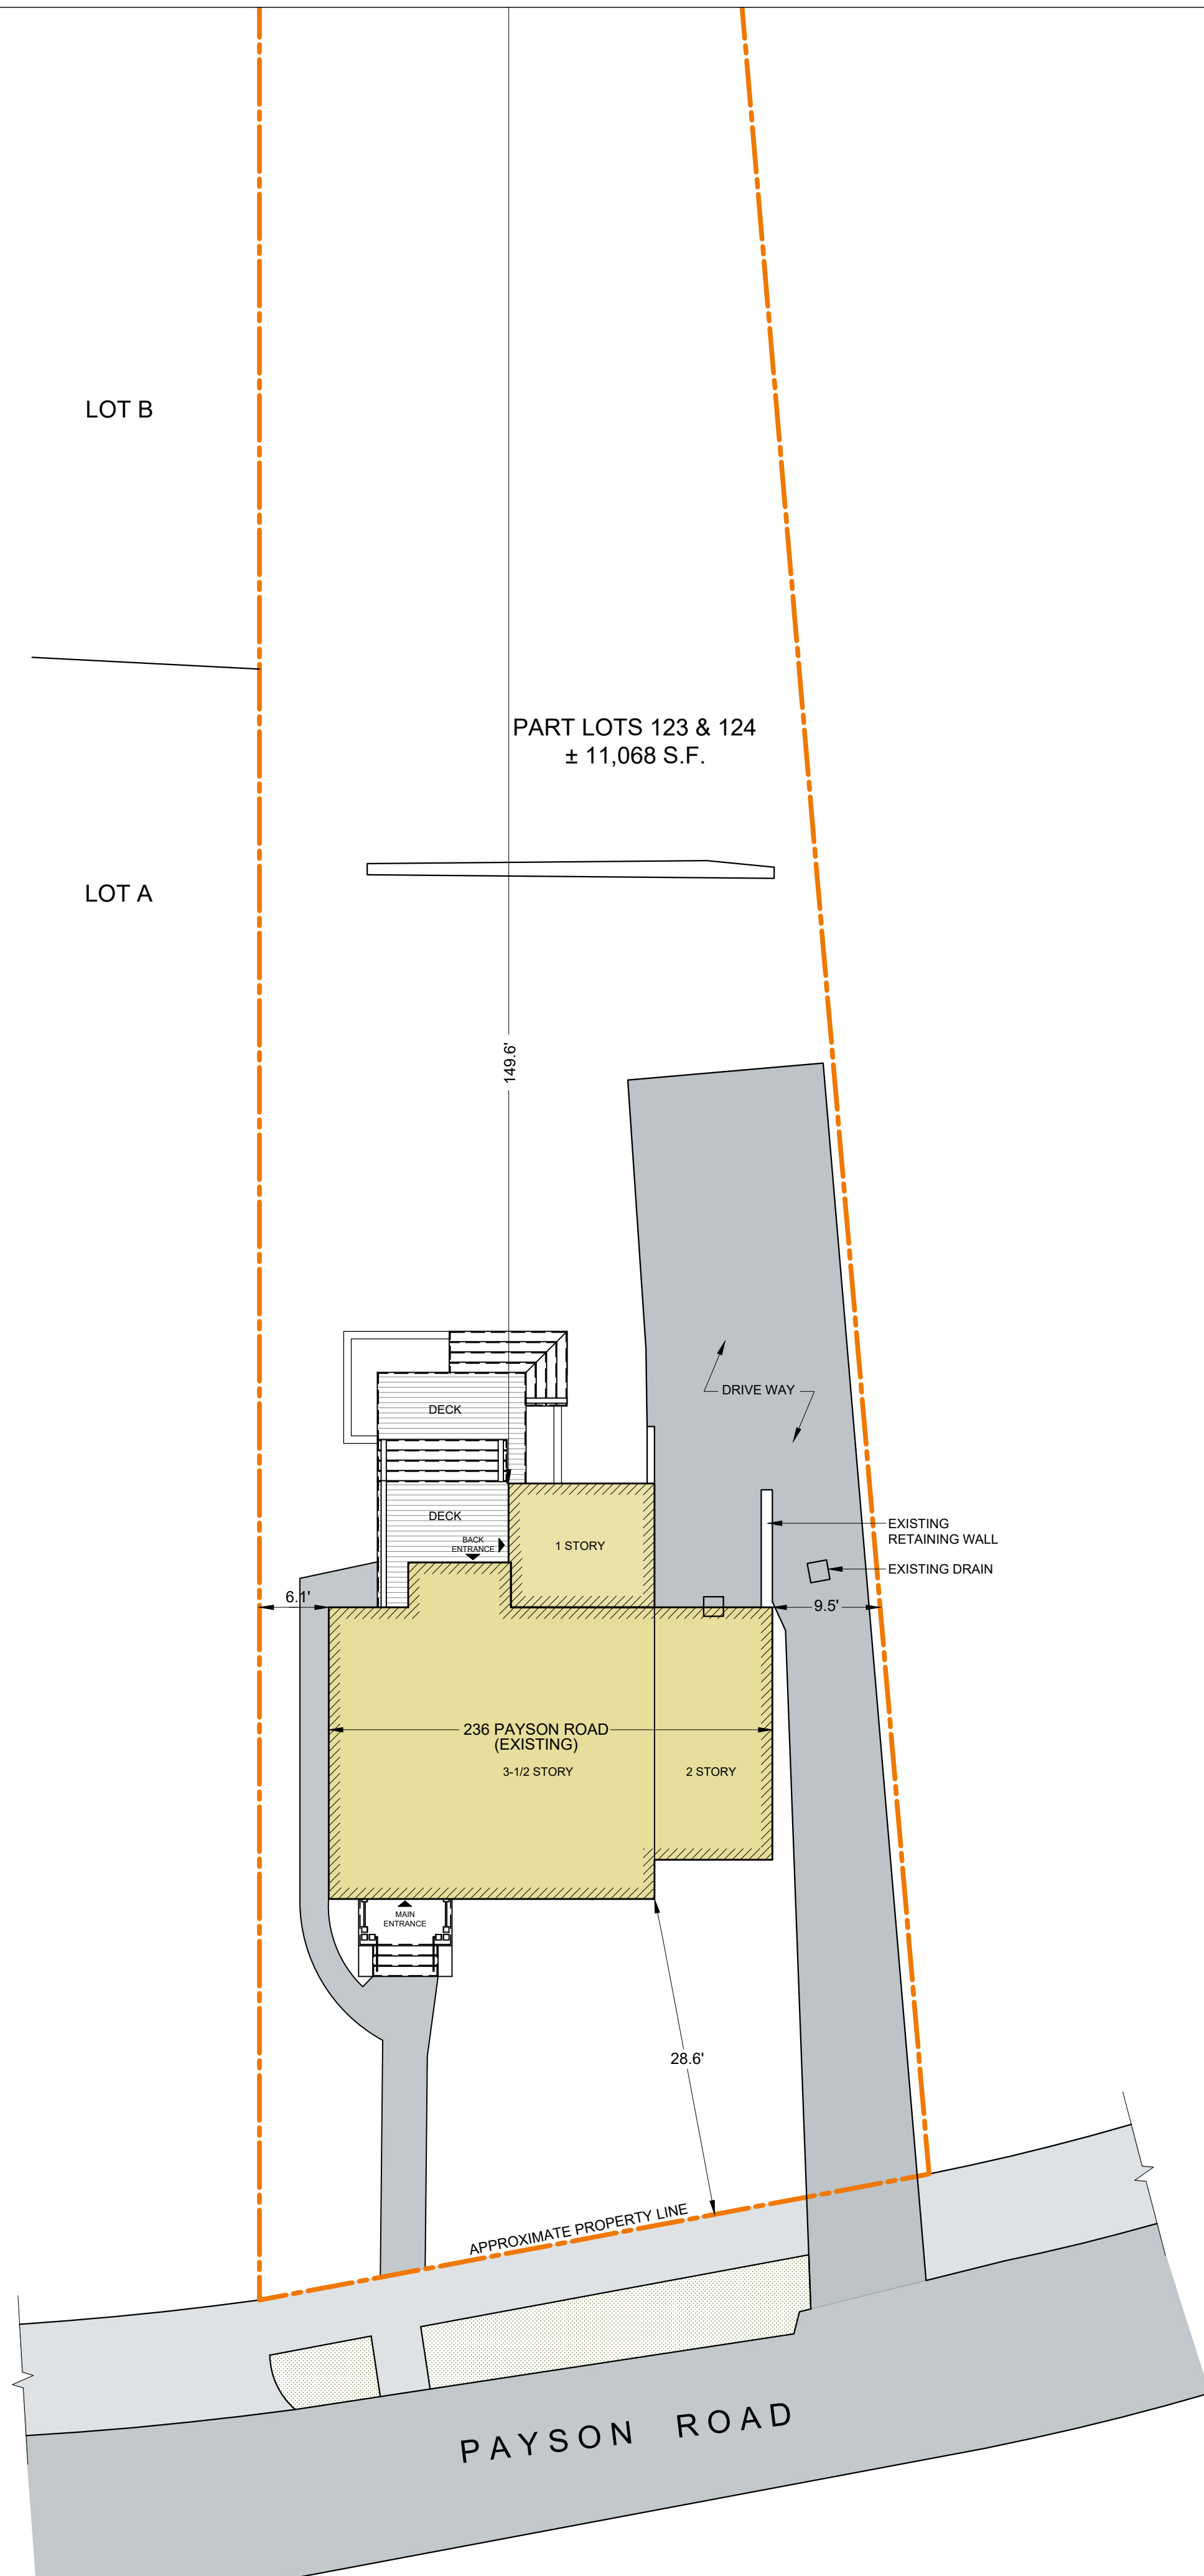 LOT B
PART LOTS 123 & 124
± 11,068 S.F.
LOT A
149.6'
DRIVE WAY
DECK
DECK
BACK
ENTRANCE
1 STORY
EXISTING
RETAINING WALL
EXISTING DRAIN
6.1'
9.5'
236 PAYSON ROAD
(EXISTING)
3-1/2 STORY
2 STORY
MAIN
ENTRANCE
28.6'
APPROXIMATE PROPERTY LINE
PAYSON ROAD